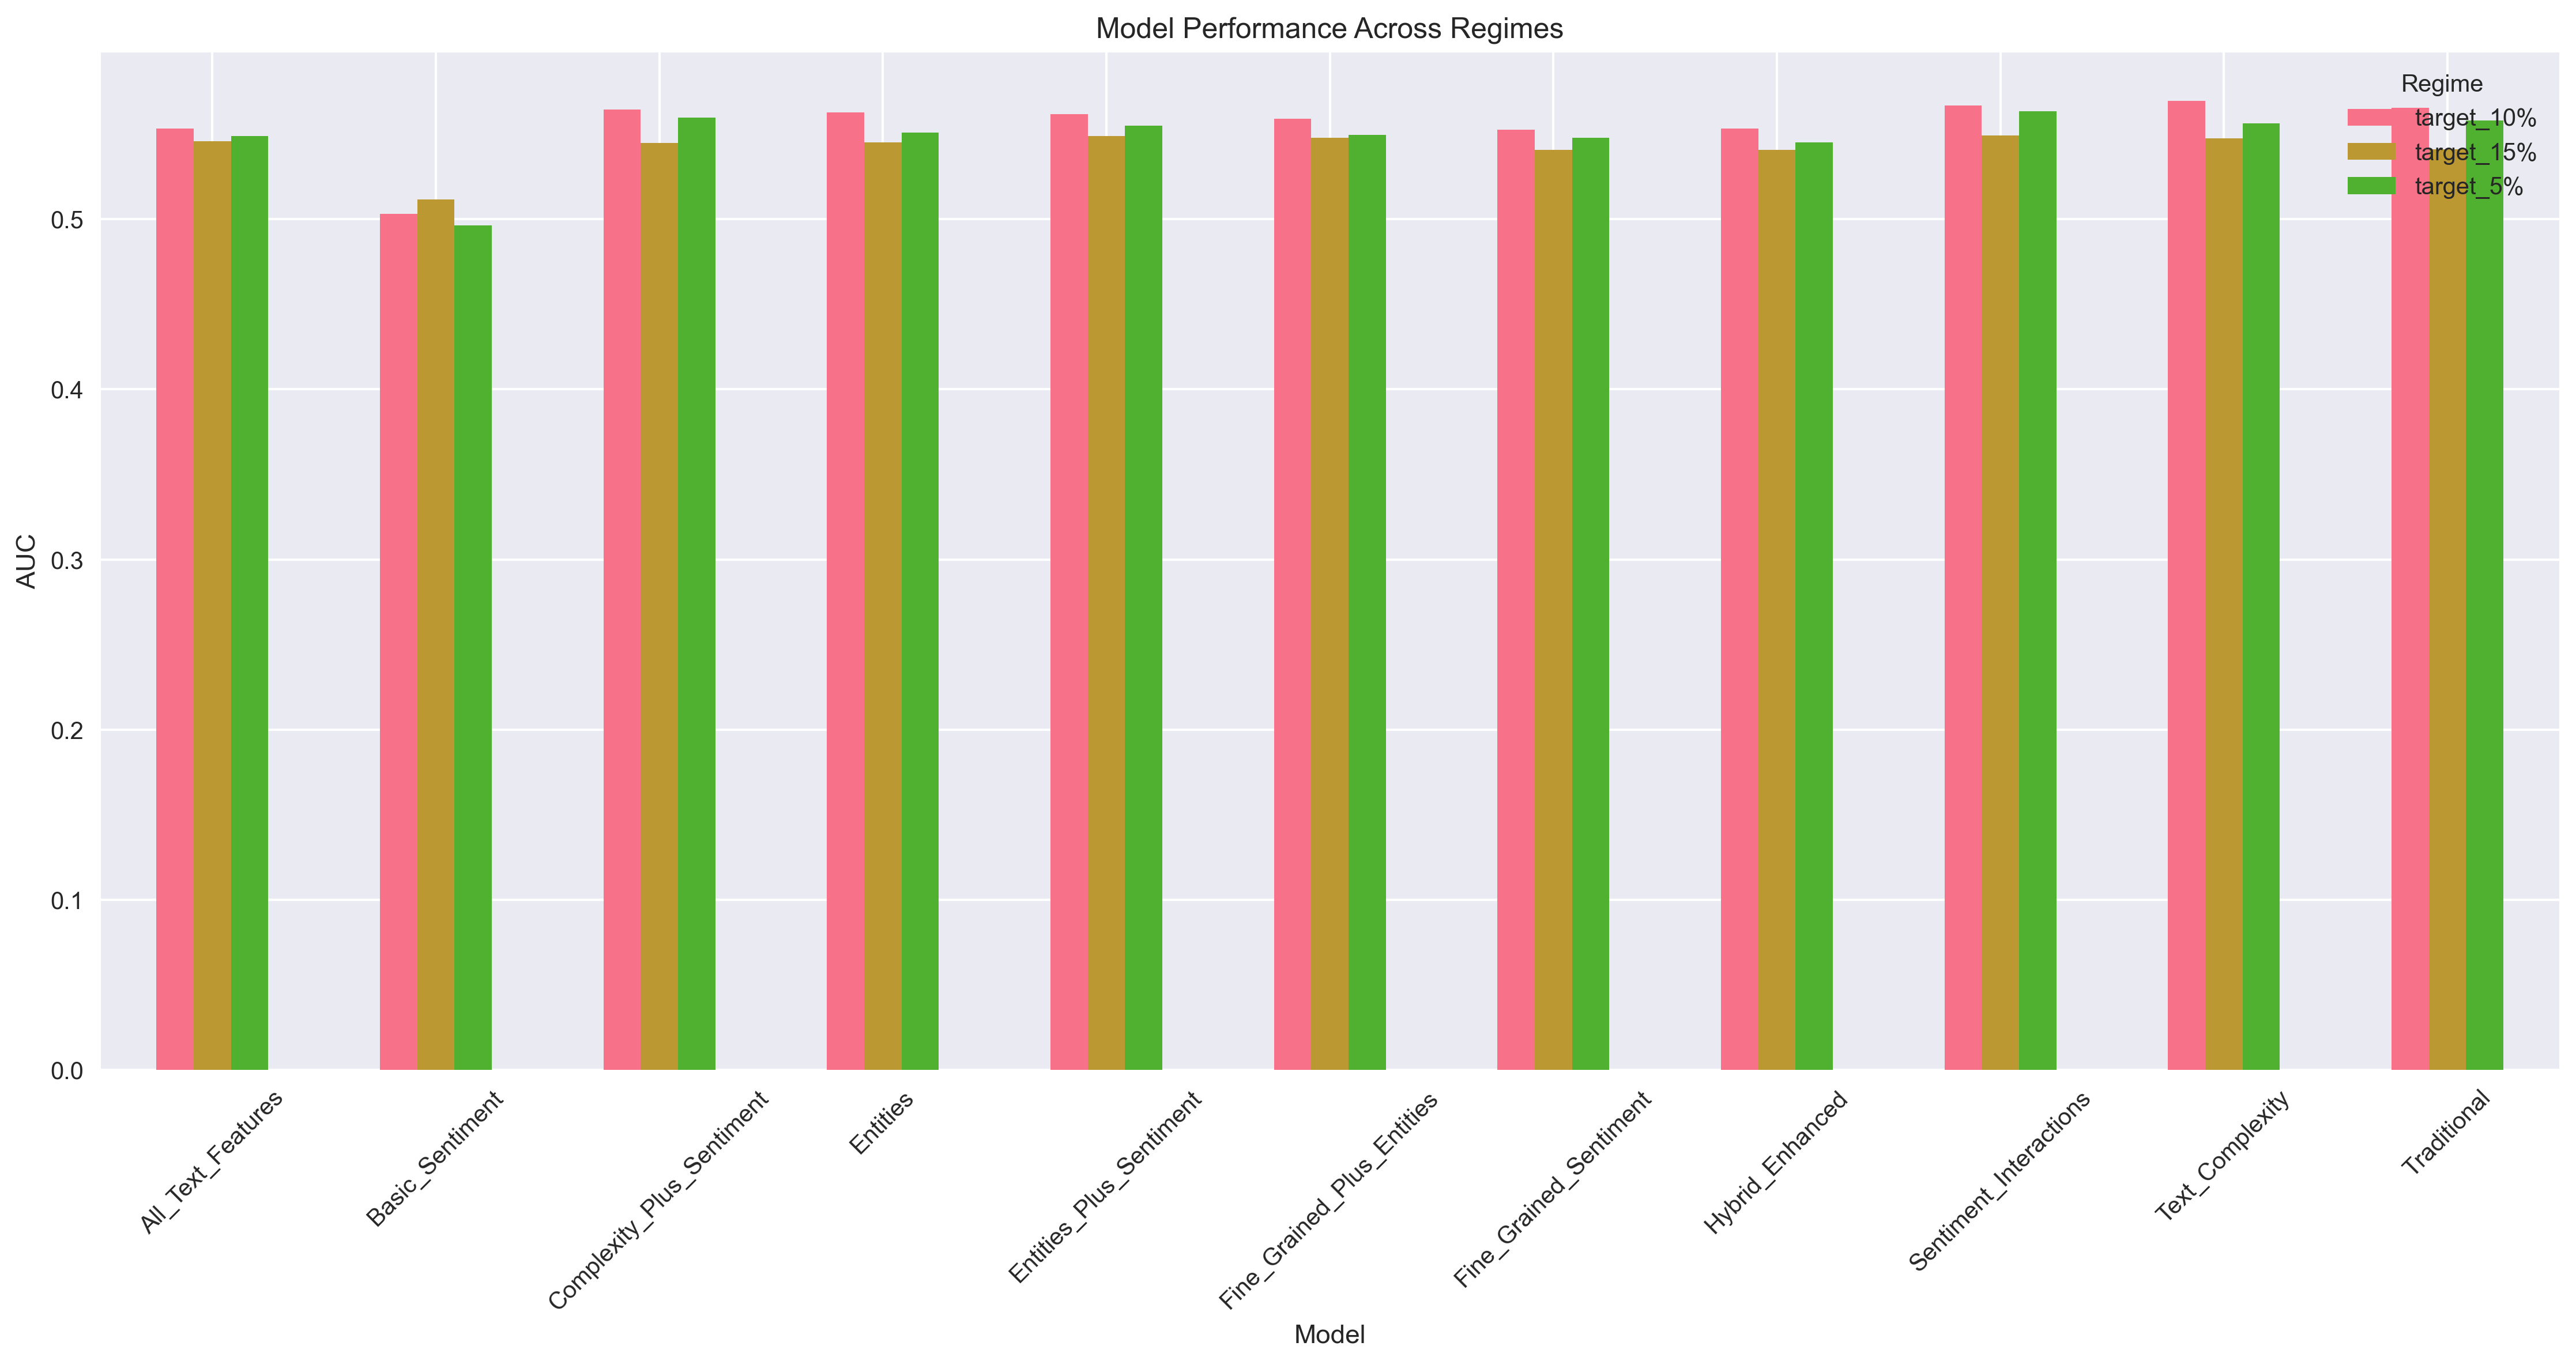 Model Performance Across Regimes
Regime
target_10%
target_15%
target_5%
AUC
0.5
0.4
0.3
0.2
0.1
0.0
All_Text_Features
Basic_Sentiment
Complexity_Plus_Sentiment
Entities
Entities_Plus_Sentiment
Fine_Grained_Plus_Entities
Fine_Grained_Sentiment
Hybrid_Enhanced
Sentiment_Interactions
Text_Complexity
Traditional
Model